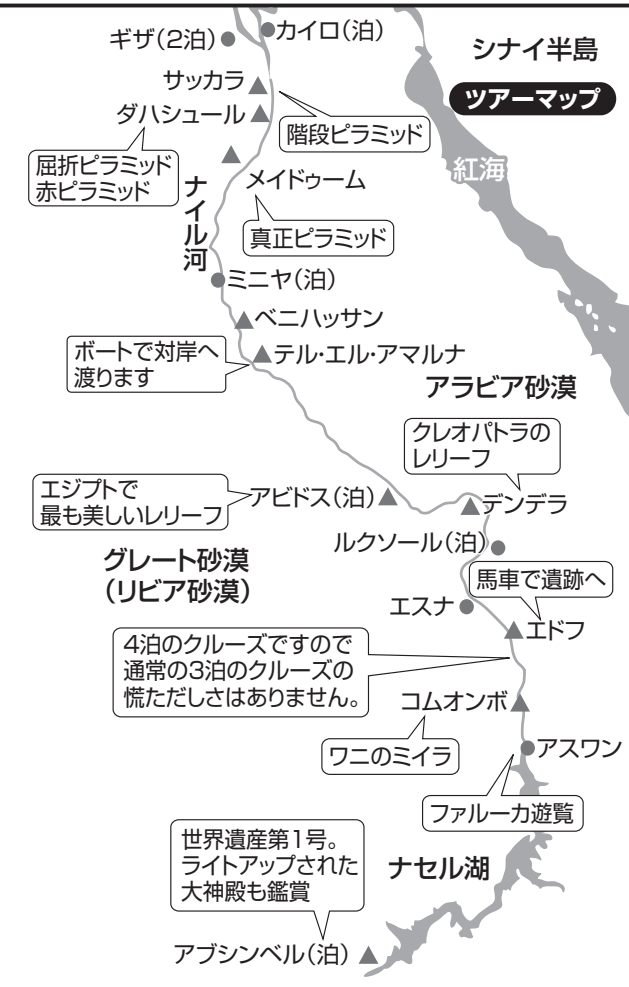 ギザ(2泊)
カイロ(泊)
シナイ半島
ツアーマップ
サッカラ
ダハシュール
階段ピラミッド
屈折ピラミッド
赤ピラミッド
紅海
メイドゥーム
ナイル河
真正ピラミッド
ミニヤ(泊)
ベニハッサン
ボートで対岸へ
渡ります
テル・エル・アマルナ
アラビア砂漠
クレオパトラの
レリーフ
エジプトで
最も美しいレリーフ
アビドス(泊)
デンデラ
ルクソール(泊)
グレート砂漠
(リビア砂漠)
馬車で遺跡へ
エスナ
エドフ
4泊のクルーズですので
通常の3泊のクルーズの
慌ただしさはありません。
コムオンボ
ワニのミイラ
アスワン
ファルーカ遊覧
世界遺産第1号。
ライトアップされた
大神殿も鑑賞
ナセル湖
アブシンベル(泊)